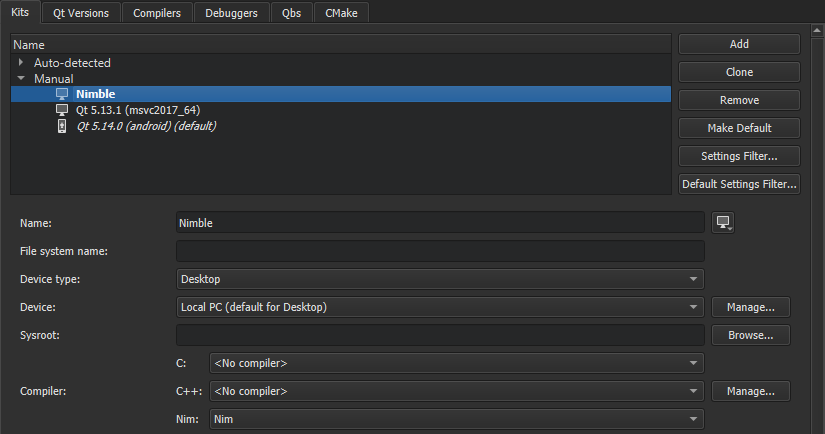 Kits Qt Versions Compilers Debuggers Qbs CMake
Name
Auto-detected
Manual
Nimble
Qt 5.13.1 (msvc2017_64)
Qt 5.14.0 (android) (default)
Add
Clone
Remove
Make Default
Settings Filter...
Default Settings Filter...
Name: Nimble
File system name:
Device type: Desktop
Device: Local PC (default for Desktop) Manage...
Sysroot: Browse...
C: <No compiler>
Compiler: C++: <No compiler> Manage...
Nim: Nim